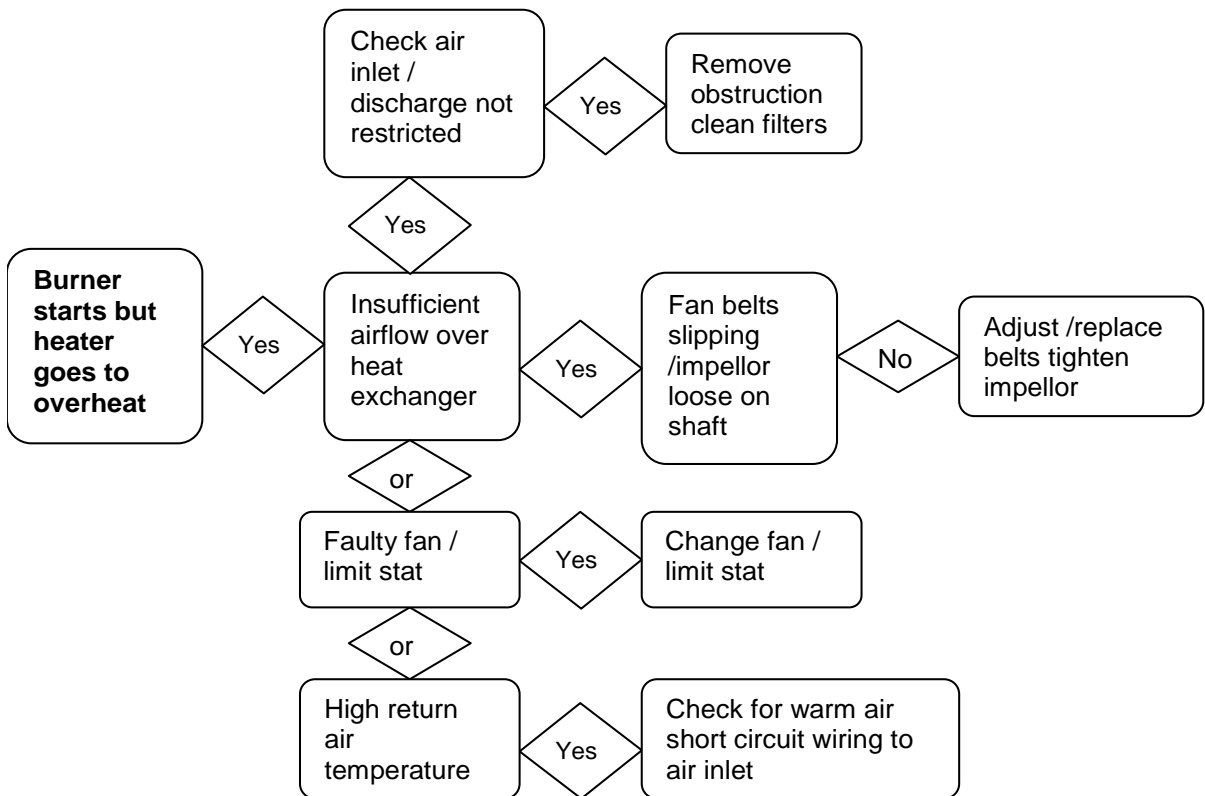 Check air
inlet /
discharge not
restricted
Yes
Remove
obstruction
clean filters
Yes
Burner
starts but
heater
goes to
overheat
Yes
Insufficient
airflow over
heat
exchanger
Yes
Fan belts
slipping
/impellor
loose on
shaft
No
Adjust /replace
belts tighten
impellor
or
Faulty fan /
limit stat
Yes
Change fan /
limit stat
or
High return
air
temperature
Yes
Check for warm air
short circuit wiring to
air inlet